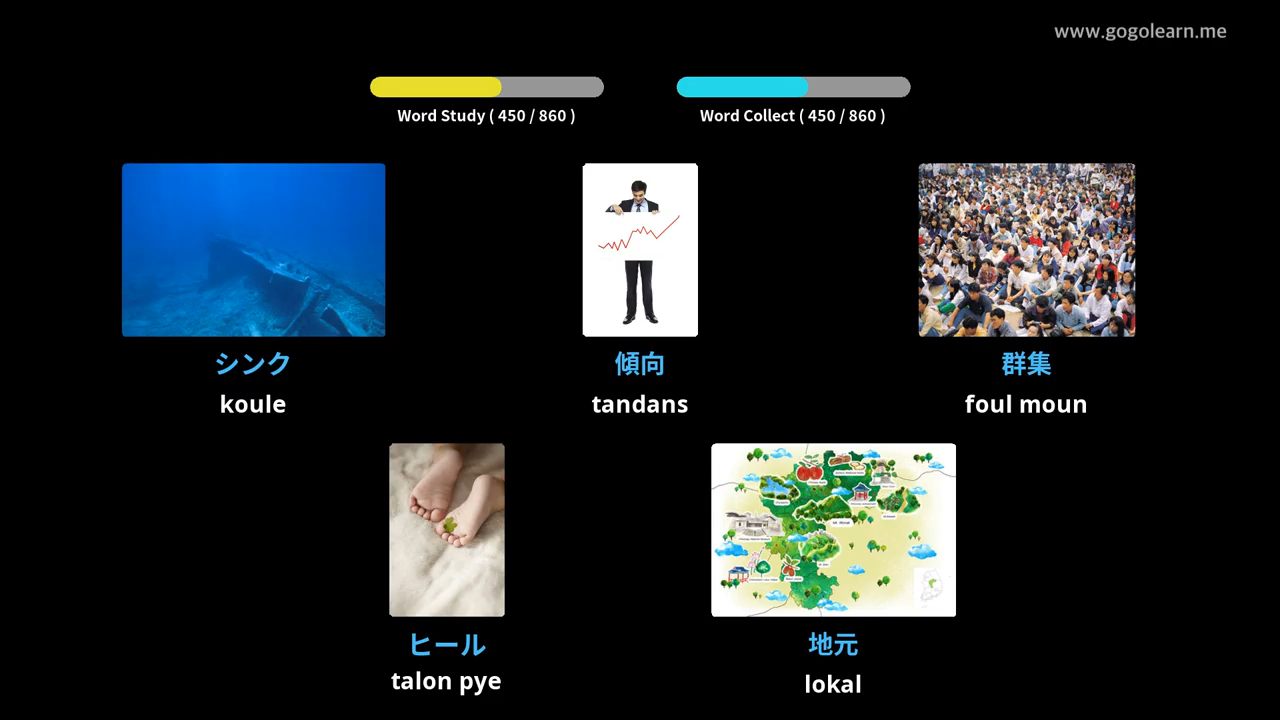 www.gogolearn.me
Word Study ( 450 / 860 )
Word Collect ( 450 / 860 )
シンク
koule
傾向
tandans
群集
foul moun
ヒール
talon pye
地元
lokal